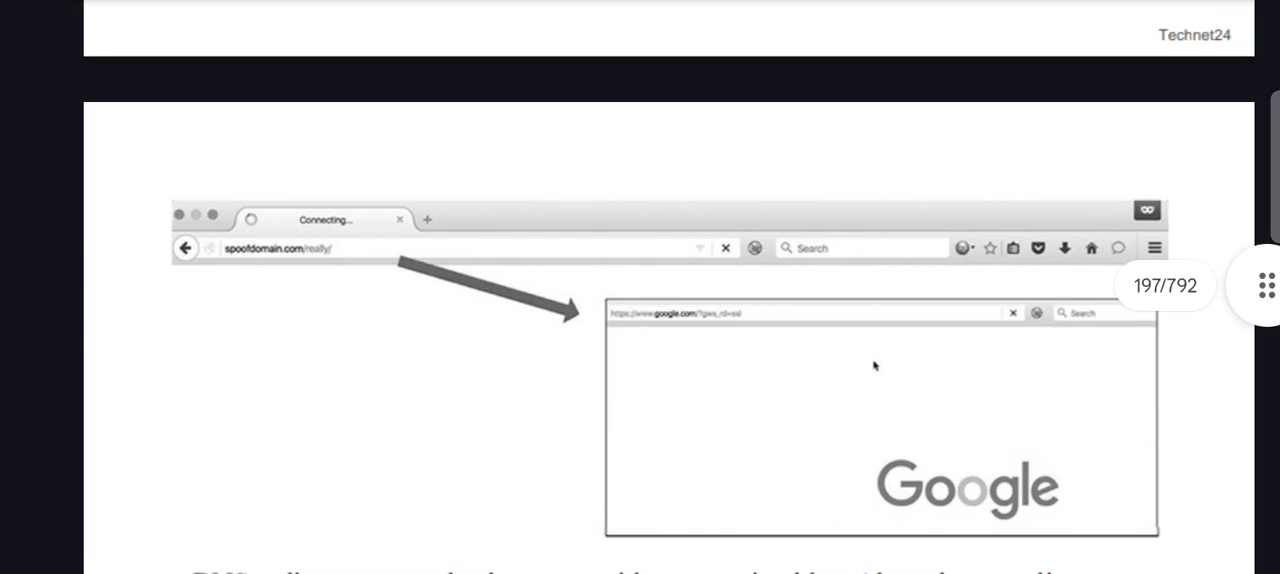 Technet24
Connecting...
spoofdomain.com/really/
Search
197/792
https://www.google.com/?gws_rd=ssl
Search
Google